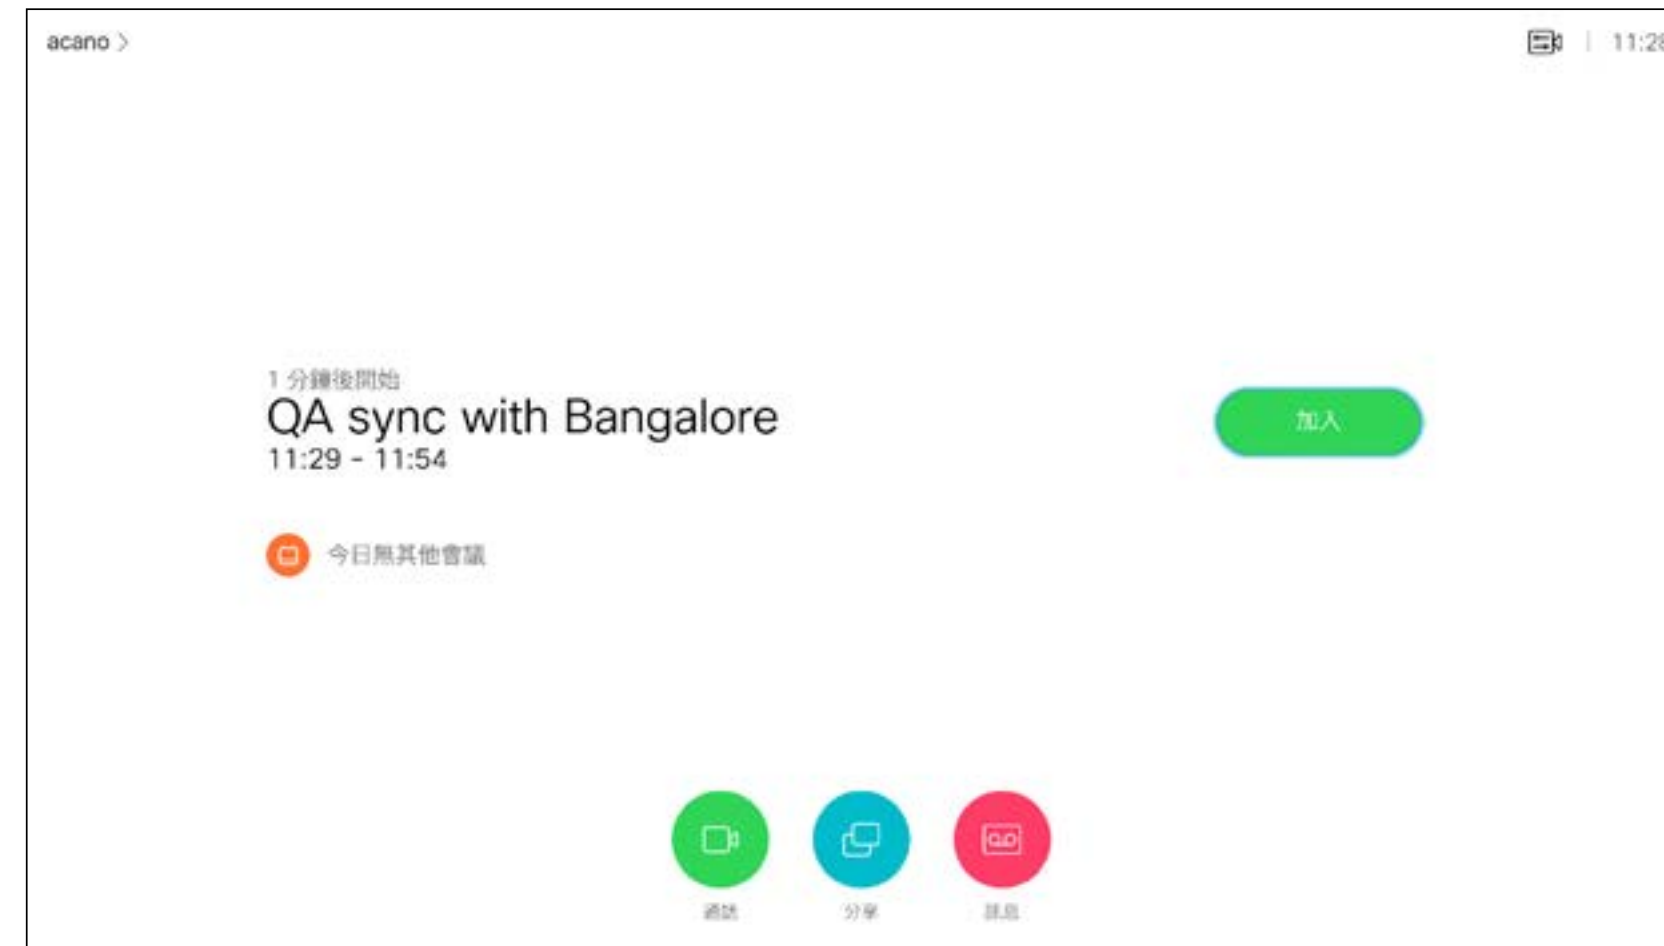 acano >
11:28
1 分鐘後開始
QA sync with Bangalore
11:29 - 11:54
加入
今日無其他會議
通話
分享
訊息